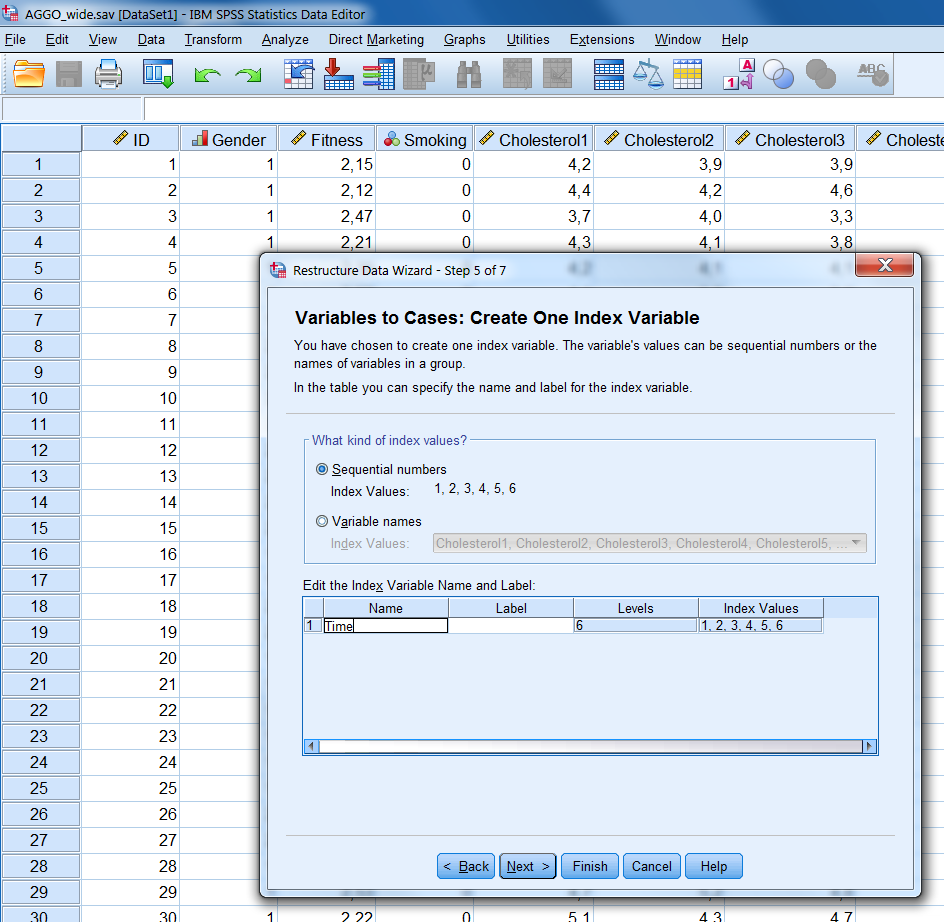 AGGO_wide.sav [DataSet1] - IBM SPSS Statistics Data Editor
File Edit View Data Transform Analyze Direct Marketing Graphs Utilities Extensions Window Help
1 A ABC
ID Gender Fitness Smoking Cholesterol1 Cholesterol2 Cholesterol3
1 1 1 2,15 0 4,2 3,9 3,9
2 2 1 2,12 0 4,4 4,2 4,6
3 3 1 2,47 0 3,7 4,0 3,3
4 4 1 2,21 0 4,3 4,1 3,8
5 5
6 6
7 7
8 8
9 9
10 10
11 11
12 12
13 13
14 14
15 15
16 16
17 17
18 18
19 19
20 20
21 21
22 22
23 23
24 24
25 25
26 26
27 27
28 28
29 29
30 30 1 2,22 0 5,1 4,3 4,7
Restructure Data Wizard - Step 5 of 7
Variables to Cases: Create One Index Variable
You have chosen to create one index variable. The variable's values can be sequential numbers or the
names of variables in a group.
In the table you can specify the name and label for the index variable.
What kind of index values?
Sequential numbers
Index Values: 1, 2, 3, 4, 5, 6
Variable names
Index Values: Cholesterol1, Cholesterol2, Cholesterol3, Cholesterol4, Cholesterol5, ...
Edit the Index Variable Name and Label:
Name Label Levels Index Values
1 Time 6 1, 2, 3, 4, 5, 6
< Back Next > Finish Cancel Help